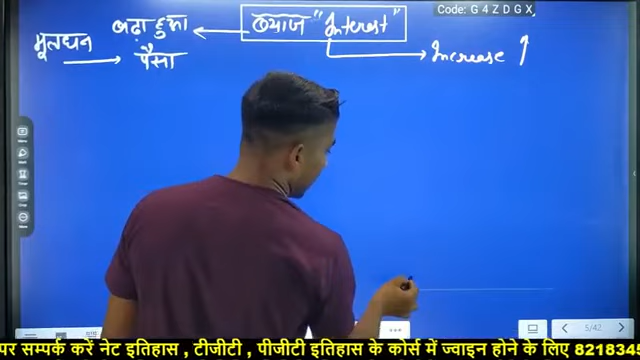 Code: G 4 Z D G X
ब्याज "Interest"
बढ़ा हुआ
पैसा
मूलधन
Increase
5/42
पर सम्पर्क करें नेट इतिहास , टीजीटी , पीजीटी इतिहास के कोर्स में ज्वाइन होने के लिए 821834